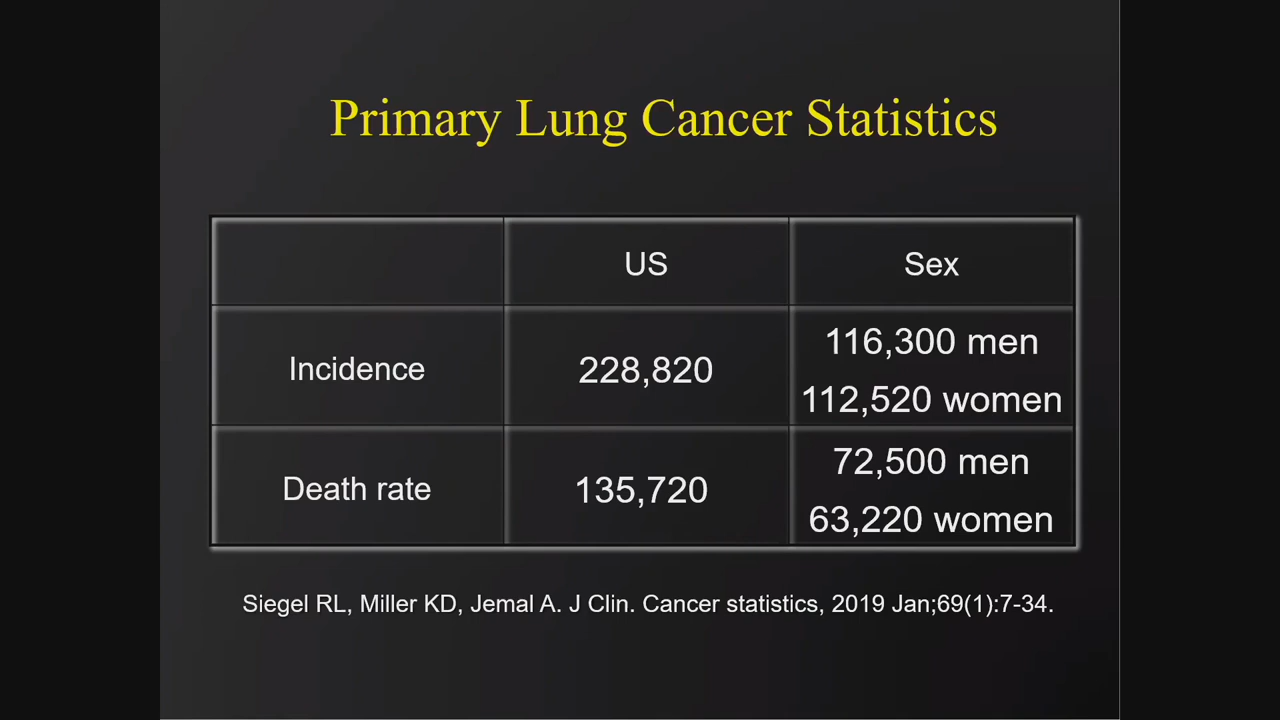 Primary Lung Cancer Statistics
US
Sex
Incidence
228,820
116,300 men
112,520 women
Death rate
135,720
72,500 men
63,220 women
Siegel RL, Miller KD, Jemal A. J Clin. Cancer statistics, 2019 Jan;69(1):7-34.